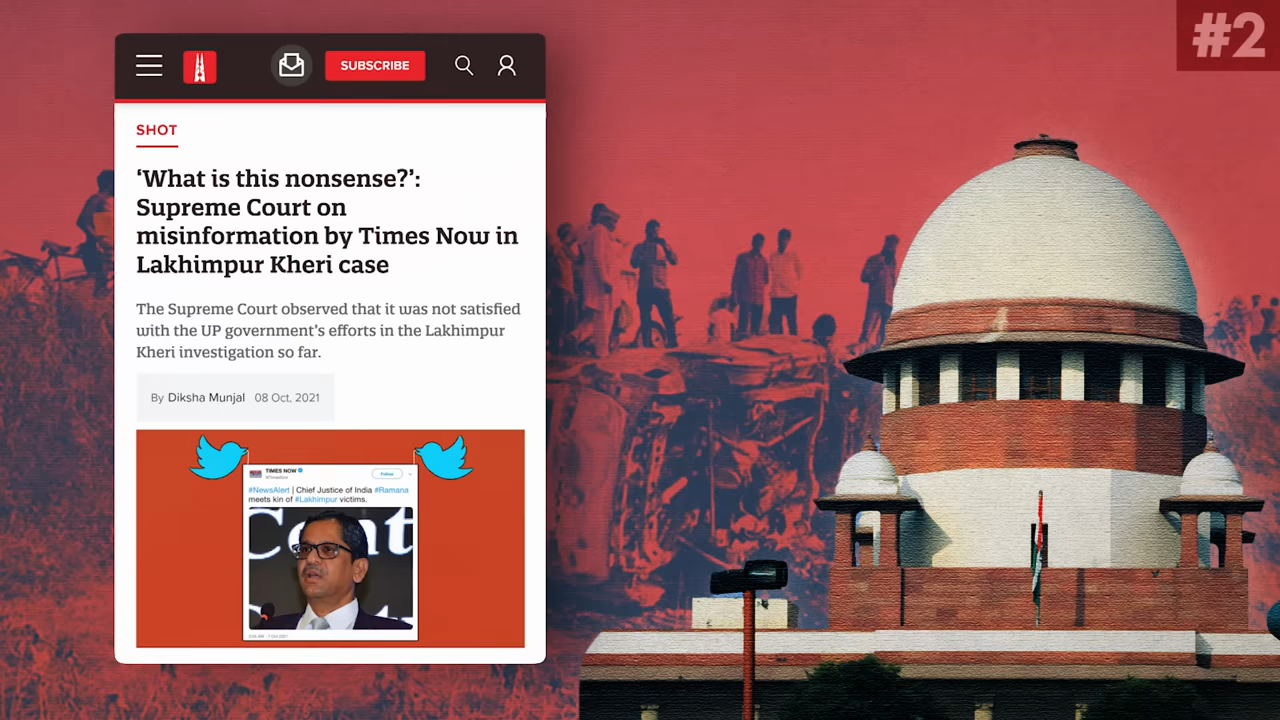 #2
SUBSCRIBE
SHOT
‘What is this nonsense?’:
Supreme Court on
misinformation by Times Now in
Lakhimpur Kheri case
The Supreme Court observed that it was not satisfied
with the UP government's efforts in the Lakhimpur
Kheri investigation so far.
By Diksha Munjal 08 Oct, 2021
TIMES NOW
Follow
#NewsAlert | Chief Justice of India #Ramana
meets kin of #Lakhimpur victims.
Cent